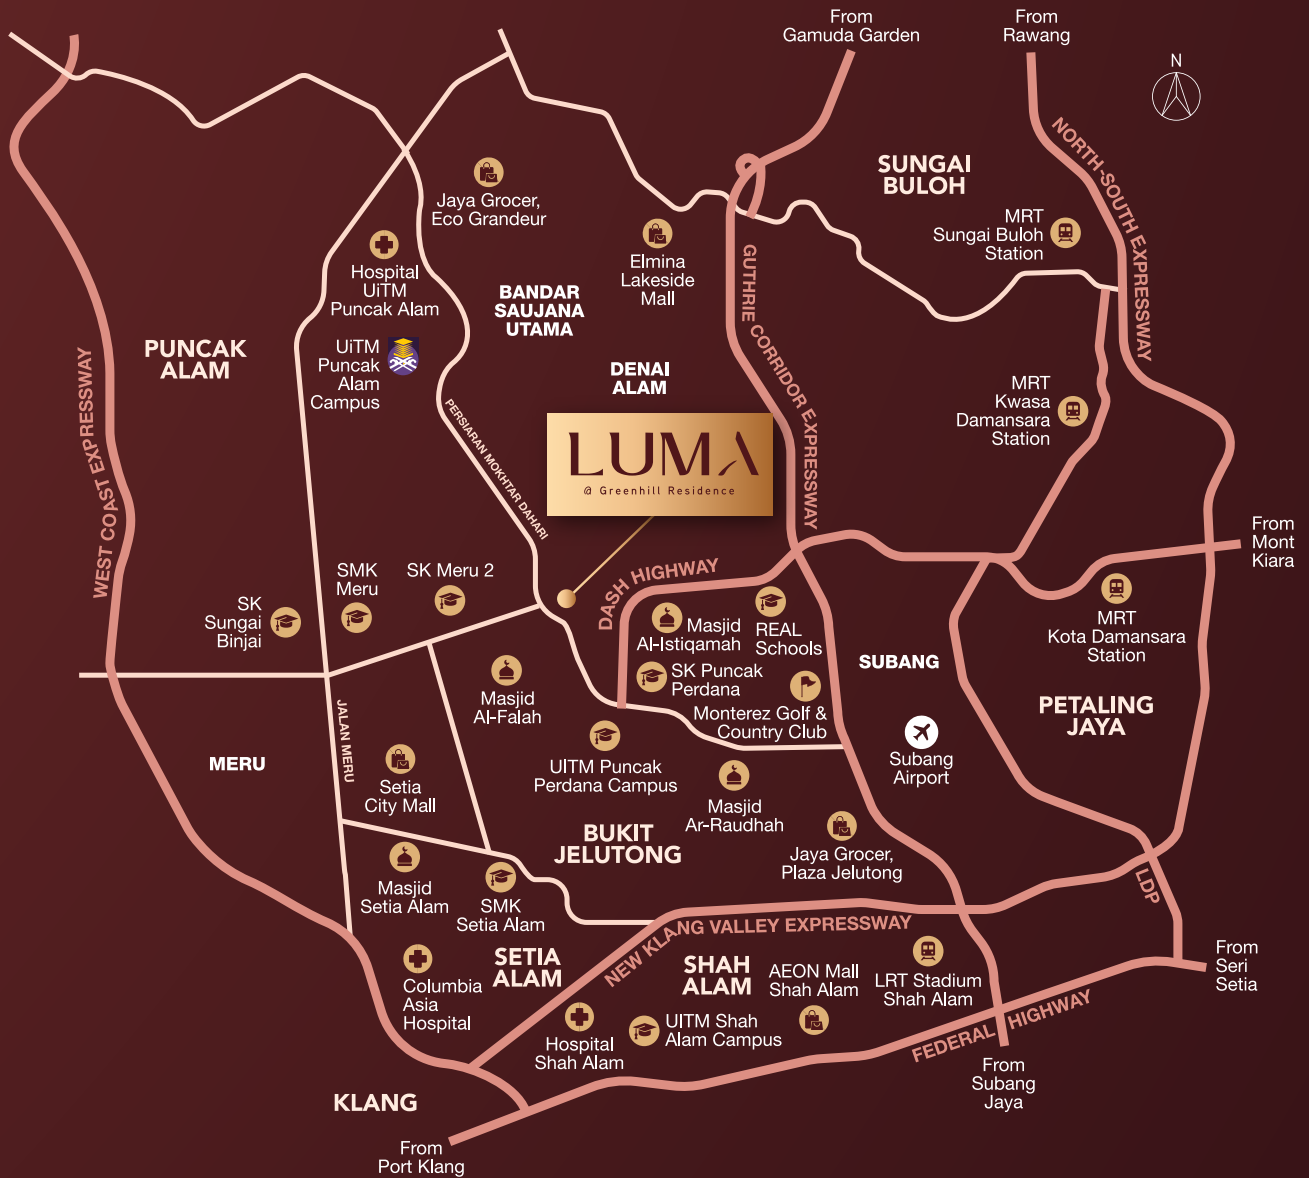 From
Gamuda Garden
From
Rawang
N
NORTH-SOUTH EXPRESSWAY
SUNGAI
BULOH
Jaya Grocer,
Eco Grandeur
MRT
Sungai Buloh
Station
Elmina
Lakeside
Mall
Hospital
UiTM
Puncak Alam
BANDAR
SAUJANA
UTAMA
GUTHRIE CORRIDOR EXPRESSWAY
PUNCAK
ALAM
UiTM
Puncak
Alam
Campus
DENAI
ALAM
WEST COAST EXPRESSWAY
PERSIARAN MOKHTAR DAHARI
MRT
Kwasa
Damansara
Station
LUMA
@ Greenhill Residence
From
Mont
Kiara
DASH HIGHWAY
SMK
Meru
SK Meru 2
SK
Sungai
Binjai
Masjid
Al-Istiqamah
REAL
Schools
MRT
Kota Damansara
Station
SUBANG
SK Puncak
Perdana
Masjid
Al-Falah
Monterez Golf &
Country Club
PETALING
JAYA
JALAN MERU
MERU
Setia
City Mall
UITM Puncak
Perdana Campus
Subang
Airport
Masjid
Ar-Raudhah
BUKIT
JELUTONG
Jaya Grocer,
Plaza Jelutong
Masjid
Setia Alam
SMK
Setia Alam
LDP
NEW KLANG VALLEY EXPRESSWAY
SETIA
ALAM
SHAH
ALAM
AEON Mall
Shah Alam
LRT Stadium
Shah Alam
From
Seri
Setia
Columbia
Asia
Hospital
Hospital
Shah Alam
UITM Shah
Alam Campus
FEDERAL HIGHWAY
From
Subang
Jaya
KLANG
From
Port Klang